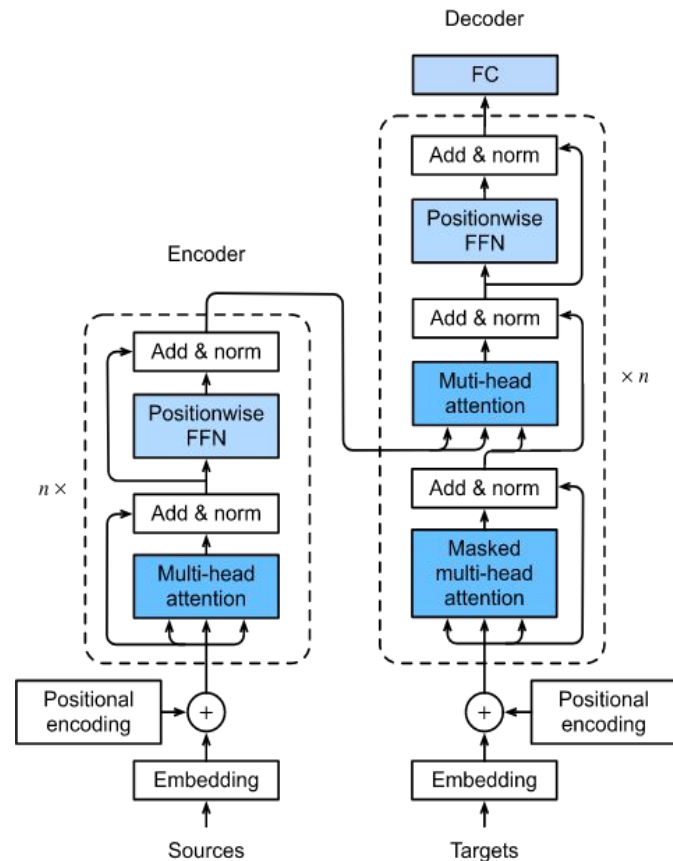 Decoder
FC
Add & norm
Positionwise
FFN
Add & norm
Muti-head
attention
× n
Add & norm
Masked
multi-head
attention
Positional
encoding
+
Embedding
Targets
Encoder
Add & norm
Positionwise
FFN
n ×
Add & norm
Multi-head
attention
Positional
encoding
+
Embedding
Sources